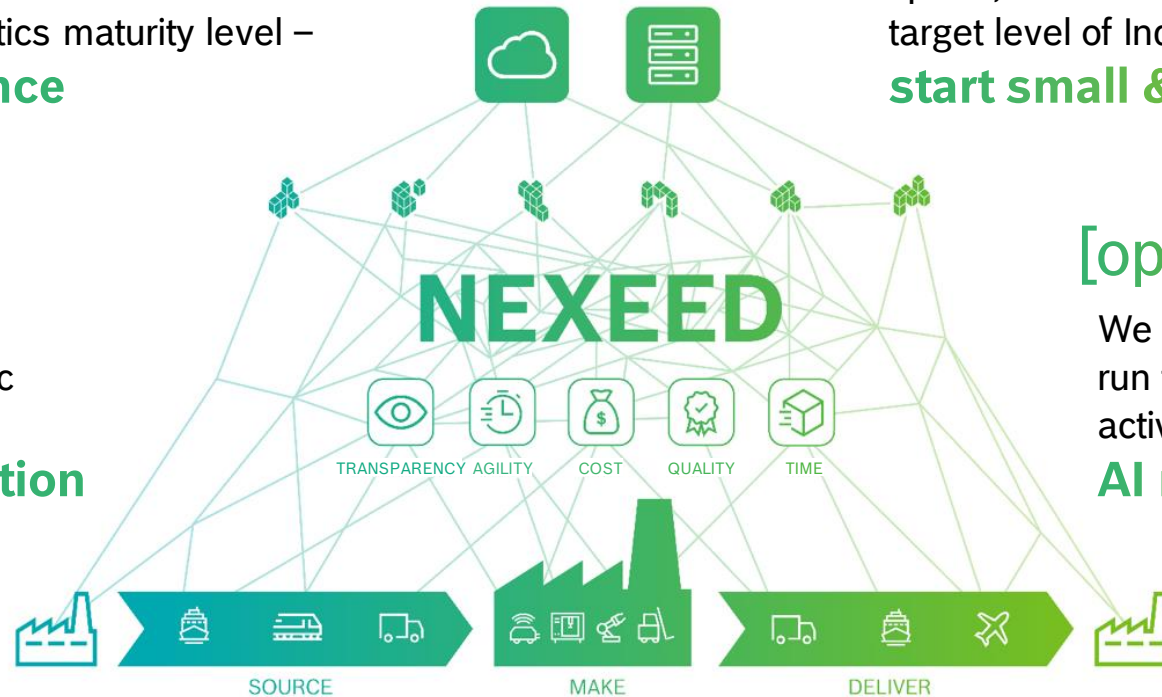 tics maturity level –
nce
target level of Inc
start small &
[op
We
run
activ
AI
c
tion
NEXEED
$
TRANSPARENCY AGILITY COST QUALITY TIME
SOURCE MAKE DELIVER